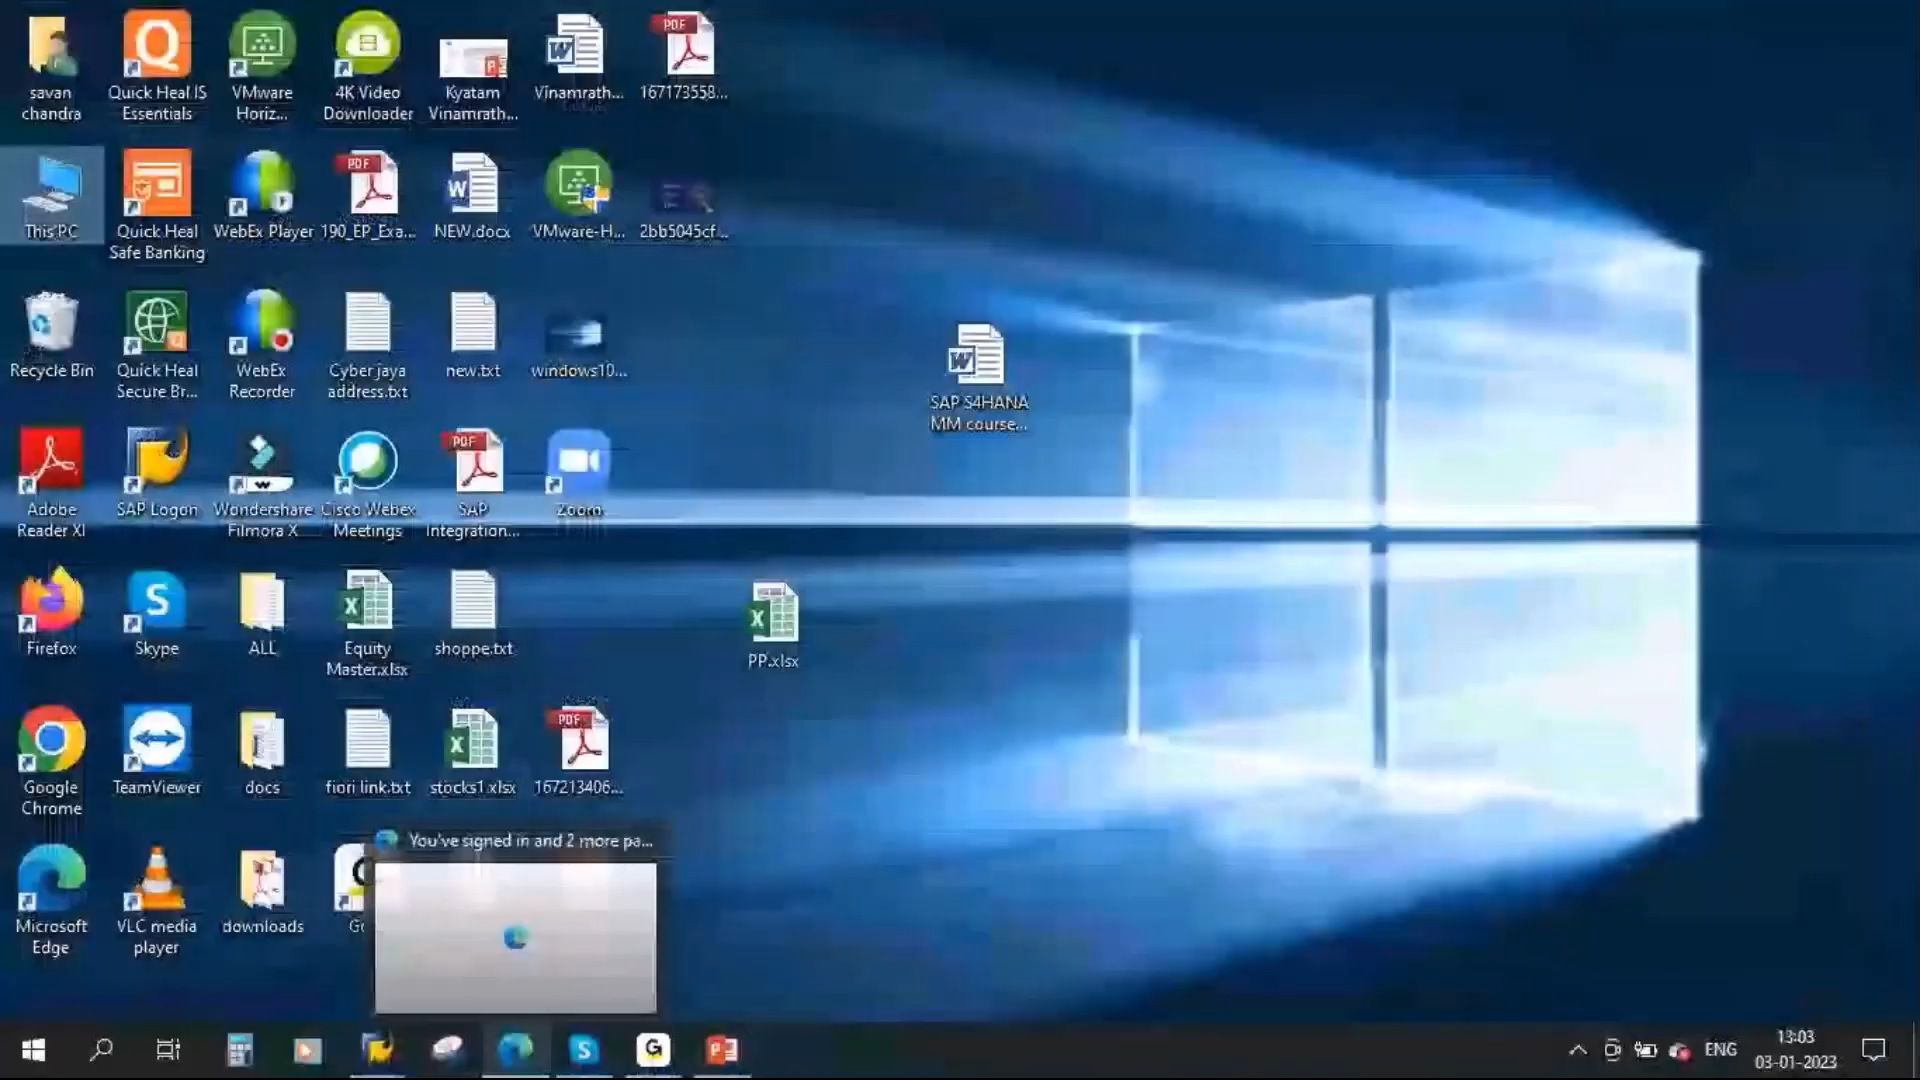 savan
chandra
Quick Heal IS
Essentials
VMware
Horiz...
4K Video
Downloader
Kyatam
Vinamrath...
Vinamrath...
167173558...
This PC
Quick Heal
Safe Banking
WebEx Player
190_EP_Exa...
NEW.docx
VMware-H...
2bb5045cf...
Recycle Bin
Quick Heal
Secure Br...
WebEx
Recorder
Cyber jaya
address.txt
new.txt
windows10...
SAP S4HANA
MM course...
Adobe
Reader XI
SAP Logon
Wondershare
Filmora X
Cisco Webex
Meetings
SAP
Integration...
Zoom
Firefox
Skype
ALL
Equity
Master.xlsx
shoppe.txt
PP.xlsx
Google
Chrome
TeamViewer
docs
fiori link.txt
stocks1.xlsx
167213406...
You've signed in and 2 more pa...
Microsoft
Edge
VLC media
player
downloads
ENG
13:03
03-01-2023